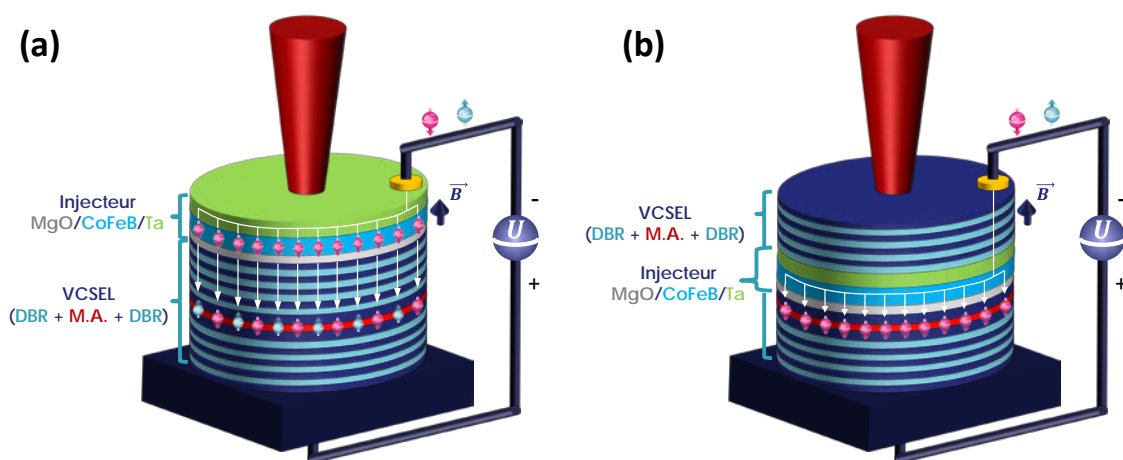 (a)
Injecteur
MgO/CoFeB/Ta
VCSEL
(DBR + M.A. + DBR)
B
U
-
+
(b)
VCSEL
(DBR + M.A. + DBR)
Injecteur
MgO/CoFeB/Ta
B
U
-
+